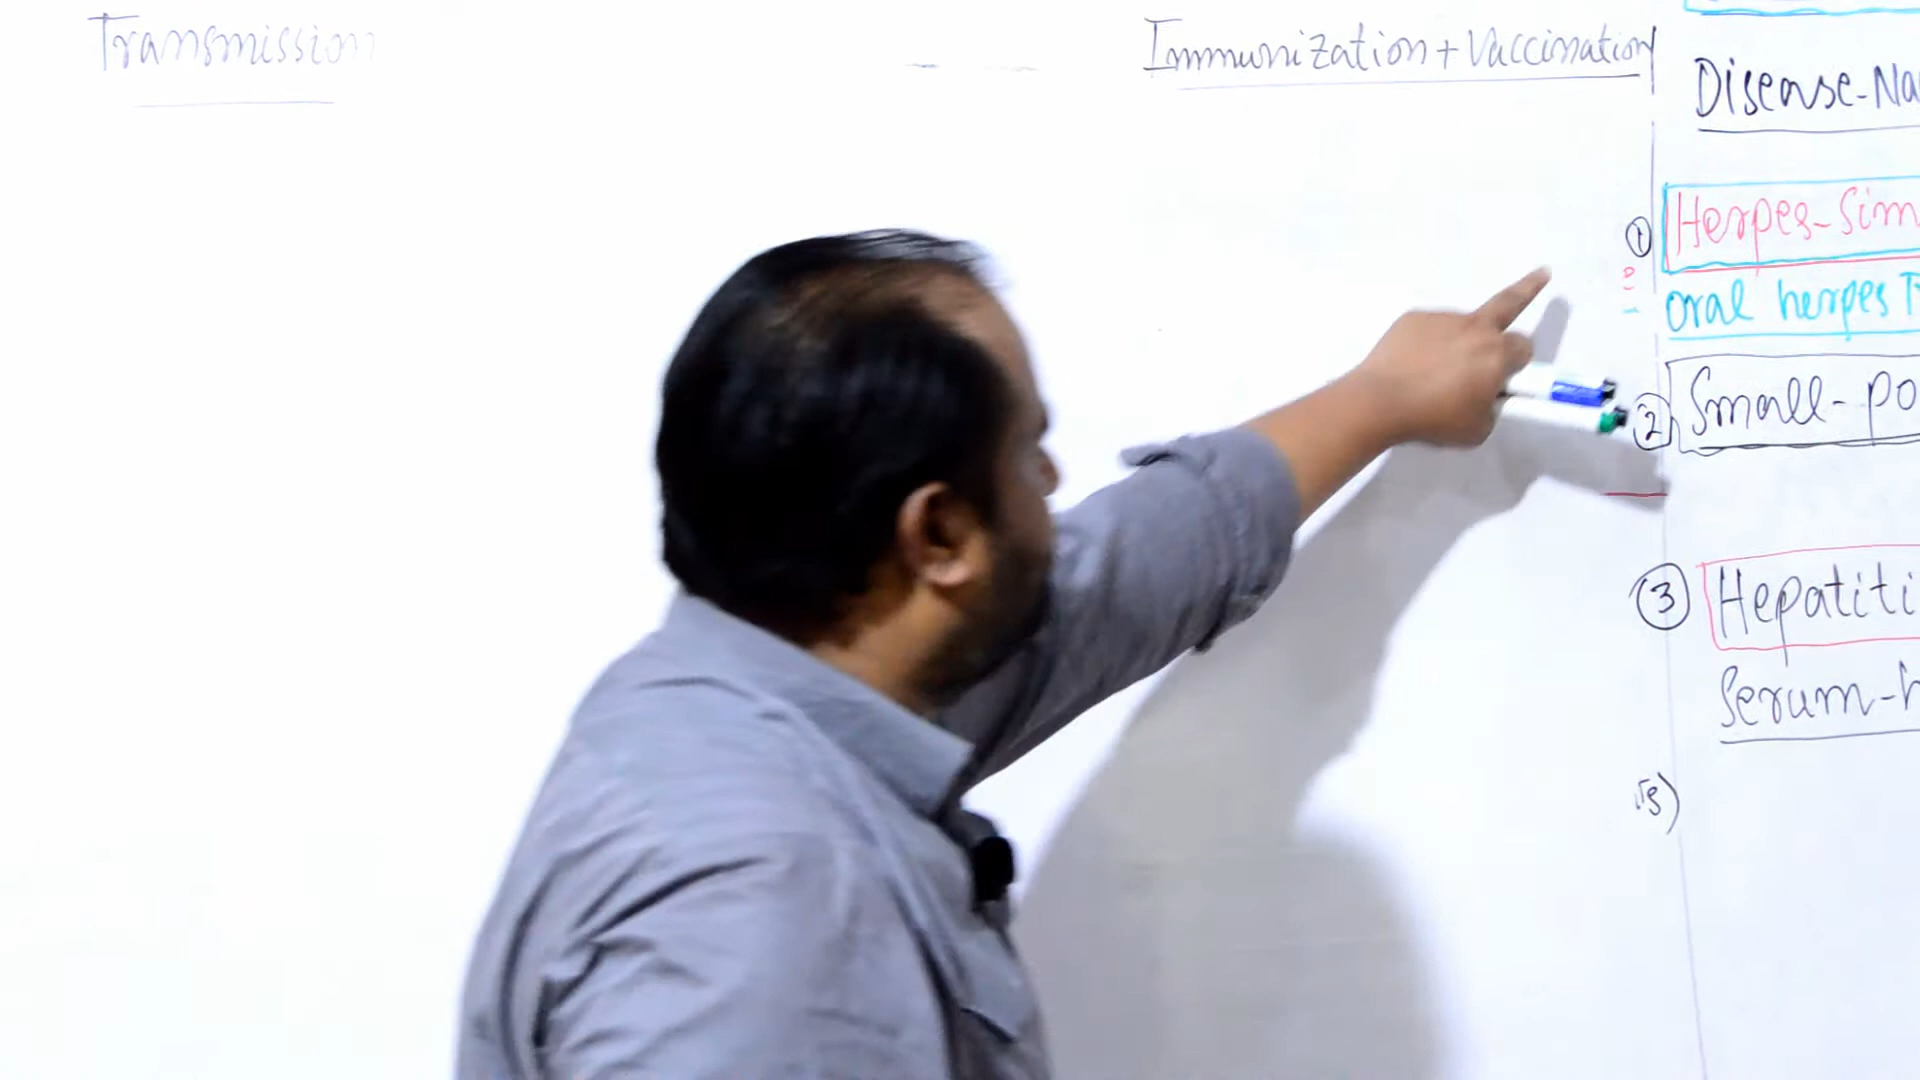 Transmission
Immunization + Vaccination
Disease-Na
① Herpes-Sim
oral herpes T
② Small-po
③ Hepatiti
Serum-h